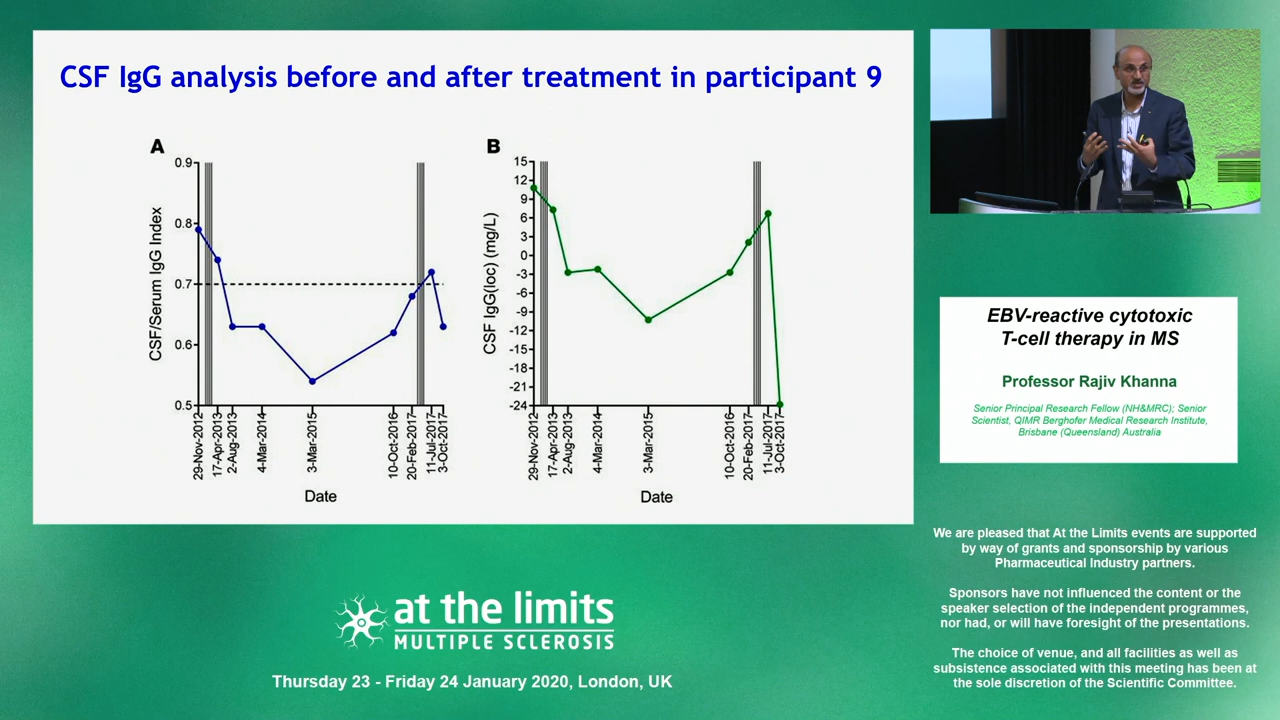 CSF IgG analysis before and after treatment in participant 9
A
CSF/Serum IgG Index
0.9
0.8
0.7
0.6
0.5
29-Nov-2012
17-Apr-2013
2-Aug-2013
4-Mar-2014
3-Mar-2015
10-Oct-2016
20-Feb-2017
11-Jul-2017
3-Oct-2017
Date
B
CSF IgG(loc) (mg/L)
15
12
9
6
3
0
-3
-6
-9
-12
-15
-18
-21
-24
29-Nov-2012
17-Apr-2013
2-Aug-2013
4-Mar-2014
3-Mar-2015
10-Oct-2016
20-Feb-2017
11-Jul-2017
3-Oct-2017
Date
EBV-reactive cytotoxic
T-cell therapy in MS
Professor Rajiv Khanna
Senior Principal Research Fellow (NH&MRC); Senior
Scientist, QIMR Berghofer Medical Research Institute,
Brisbane (Queensland) Australia
We are pleased that At the Limits events are supported
by way of grants and sponsorship by various
Pharmaceutical Industry partners.
Sponsors have not influenced the content or the
speaker selection of the independent programmes,
nor had, or will have foresight of the presentations.
The choice of venue, and all facilities as well as
subsistence associated with this meeting has been at
the sole discretion of the Scientific Committee.
at the limits
MULTIPLE SCLEROSIS
Thursday 23 - Friday 24 January 2020, London, UK